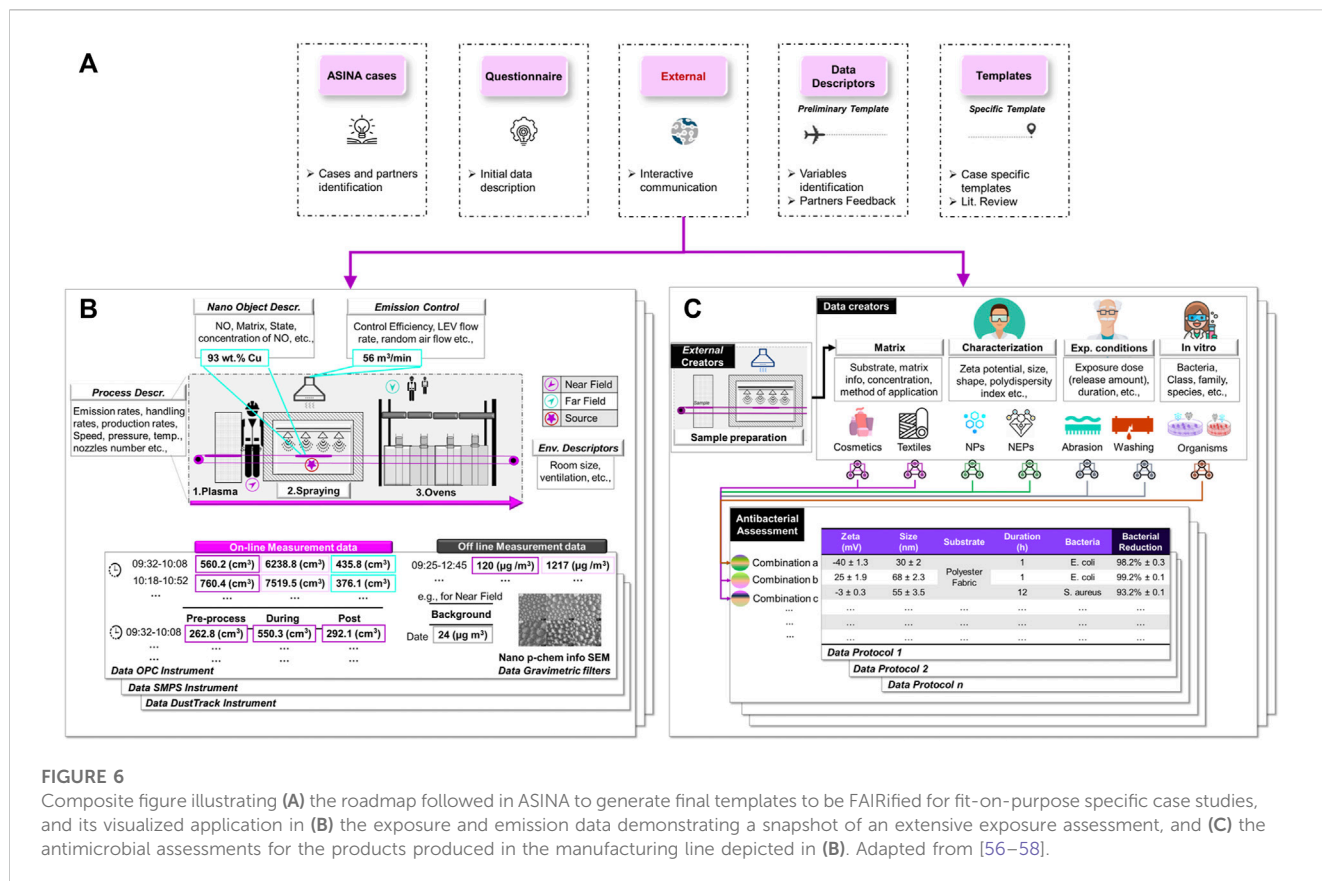 A
ASINA cases
➢ Cases and partners
identification
Questionnaire
➢ Initial data
description
External
➢ Interactive
communication
Data
Descriptors
Preliminary Template
➢ Variables
identification
➢ Partners Feedback
Templates
Specific Template
➢ Case specific
templates
➢ Lit. Review
B
Nano Object Descr.
NO, Matrix, State,
concentration of NO, etc.,
93 wt.% Cu
Emission Control
Control Efficiency, LEV flow
rate, random air flow etc.,
56 m³/min
Process Descr.
Emission rates, handling
rates, production rates,
Speed, pressure, temp.,
nozzles number etc.,
Near Field
Far Field
Source
Env. Descriptors
Room size,
ventilation, etc.,
1.Plasma
2.Spraying
3.Ovens
On-line Measurement data
09:32-10:08 560.2 (cm³) 6238.8 (cm³) 435.8 (cm³)
10:18-10:52 760.4 (cm³) 7519.5 (cm³) 376.1 (cm³)
... ... ... ...
Pre-process During Post
09:32-10:08 262.8 (cm³) 550.3 (cm³) 292.1 (cm³)
... ... ... ...
... ... ... ...
Data OPC Instrument
Data SMPS Instrument
Data DustTrack Instrument
Off line Measurement data
09:25-12:45 120 (µg /m³) 1217 (µg /m³)
... ... ...
e.g., for Near Field
Background
Date 24 (µg m³)
Nano p-chem info SEM
Data Gravimetric filters
C
Data creators
External
Creators
Sample
Sample preparation
Matrix
Substrate, matrix
info, concentration,
method of application
Cosmetics Textiles
Characterization
Zeta potential, size,
shape, polydispersity
index etc.,
NPs NEPs
Exp. conditions
Exposure dose
(release amount),
duration, etc.,
Abrasion Washing
In vitro
Bacteria,
Class, family,
species, etc.,
Organisms
Antibacterial
Assessment
Zeta (mV) Size (nm) Substrate Duration (h) Bacteria Bacterial Reduction
Combination a -40 ± 1.3 30 ± 2 Polyester Fabric 1 E. coli 98.2% ± 0.3
Combination b 25 ± 1.9 68 ± 2.3 1 E. coli 99.2% ± 0.1
Combination c -3 ± 0.3 55 ± 3.5 12 S. aureus 93.2% ± 0.1
... ... ... ... ... ... ...
... ... ... ... ... ... ...
... ... ... ... ... ... ...
Data Protocol 1
Data Protocol 2
Data Protocol n
FIGURE 6
Composite figure illustrating (A) the roadmap followed in ASINA to generate final templates to be FAIRified for fit-on-purpose specific case studies,
and its visualized application in (B) the exposure and emission data demonstrating a snapshot of an extensive exposure assessment, and (C) the
antimicrobial assessments for the products produced in the manufacturing line depicted in (B). Adapted from [56–58].